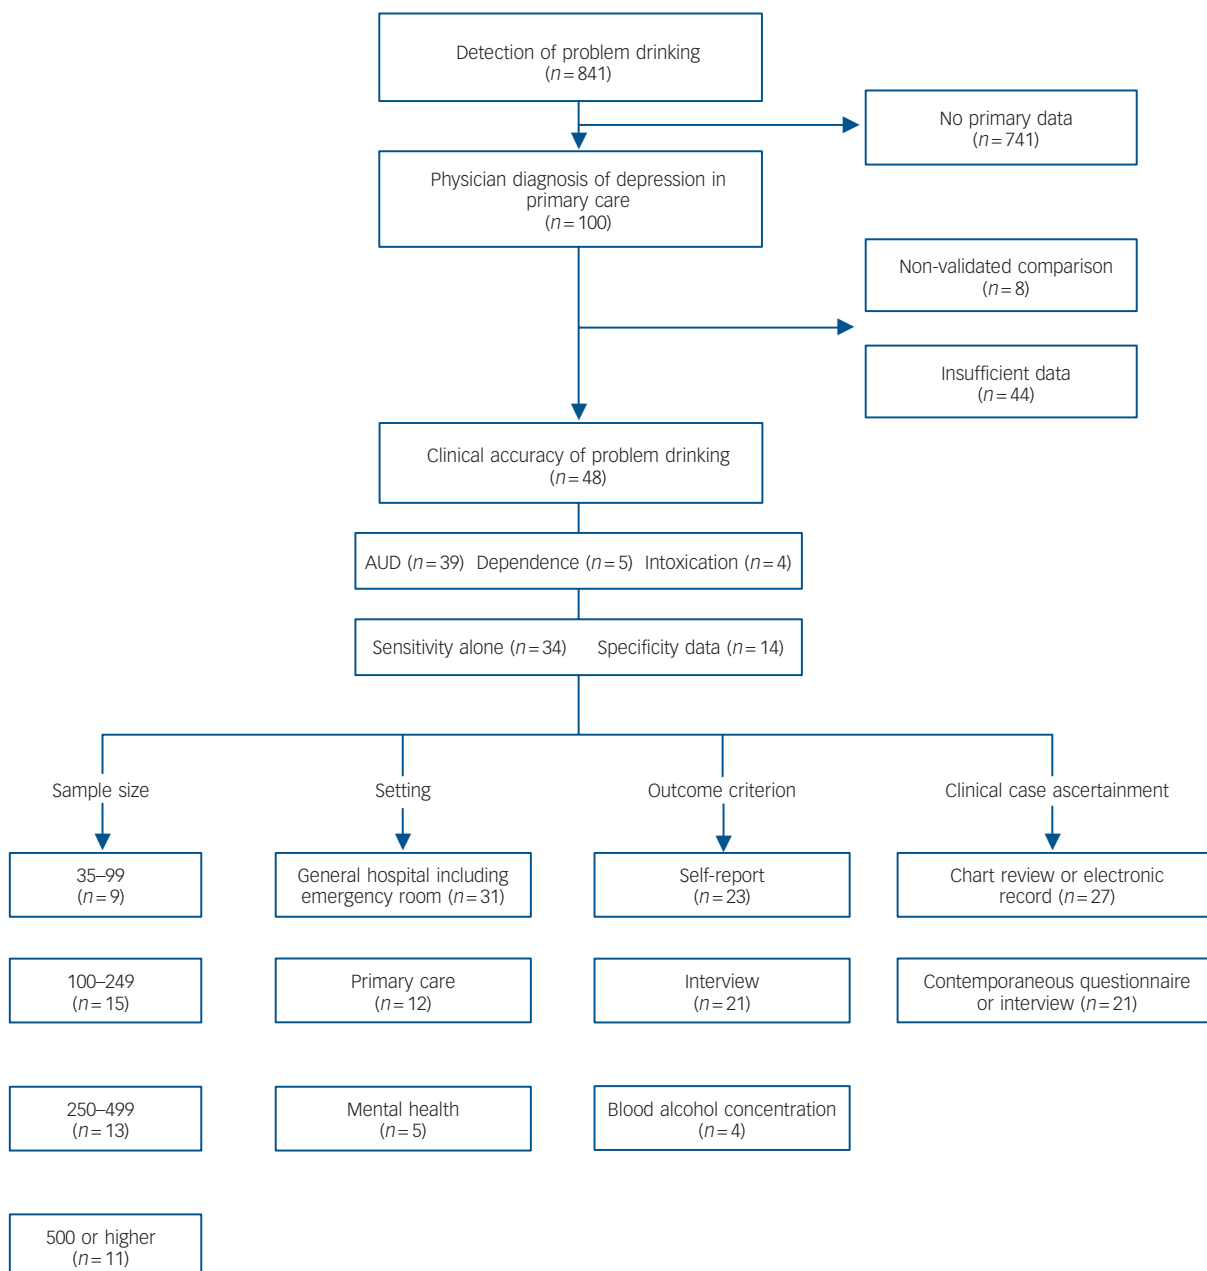 Detection of problem drinking
(n=841)
No primary data
(n=741)
Physician diagnosis of depression in
primary care
(n=100)
Non-validated comparison
(n=8)
Insufficient data
(n=44)
Clinical accuracy of problem drinking
(n=48)
AUD (n=39) Dependence (n=5) Intoxication (n=4)
Sensitivity alone (n=34) Specificity data (n=14)
Sample size
Setting
Outcome criterion
Clinical case ascertainment
35–99
(n=9)
General hospital including
emergency room (n=31)
Self-report
(n=23)
Chart review or electronic
record (n=27)
100–249
(n=15)
Primary care
(n=12)
Interview
(n=21)
Contemporaneous questionnaire
or interview (n=21)
250–499
(n=13)
Mental health
(n=5)
Blood alcohol concentration
(n=4)
500 or higher
(n=11)